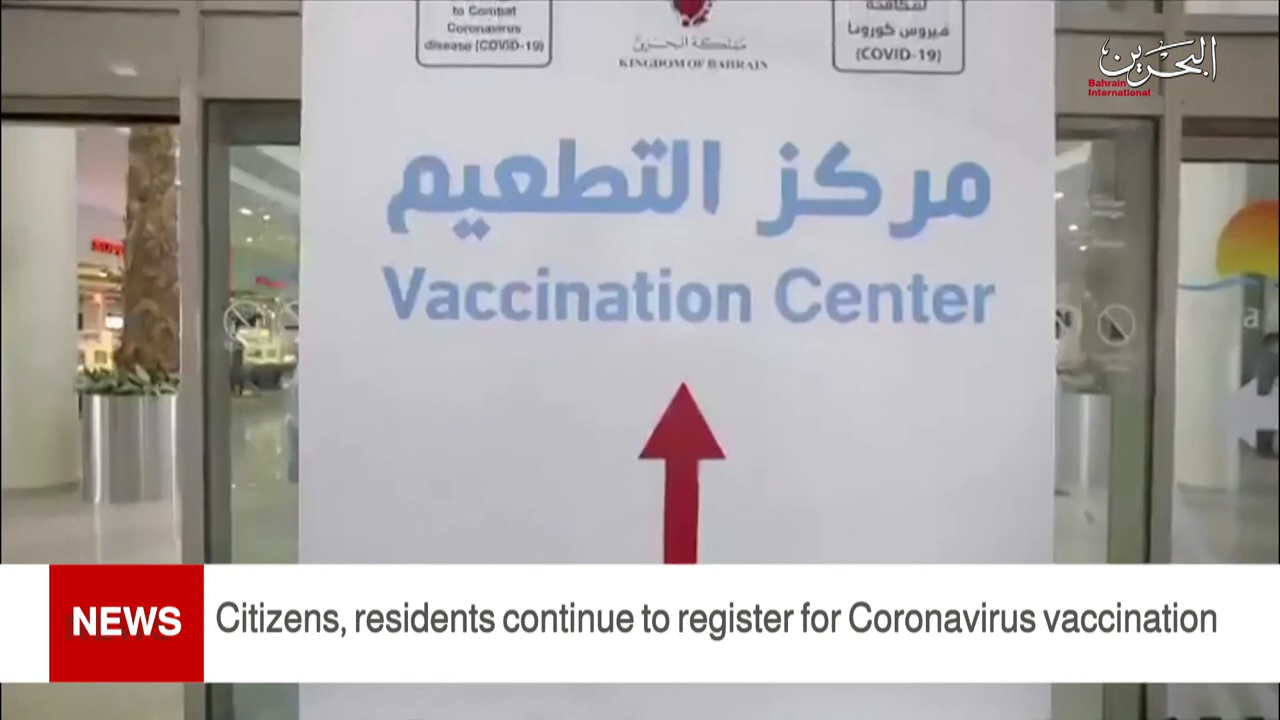 to Combat
Coronavirus
disease (COVID-19)
مملكة البحرين
KINGDOM OF BAHRAIN
لمكافحة
فيروس كورونا
(COVID-19)
البحرين
Bahrain
International
مركز التطعيم
Vaccination Center
NEWS
Citizens, residents continue to register for Coronavirus vaccination